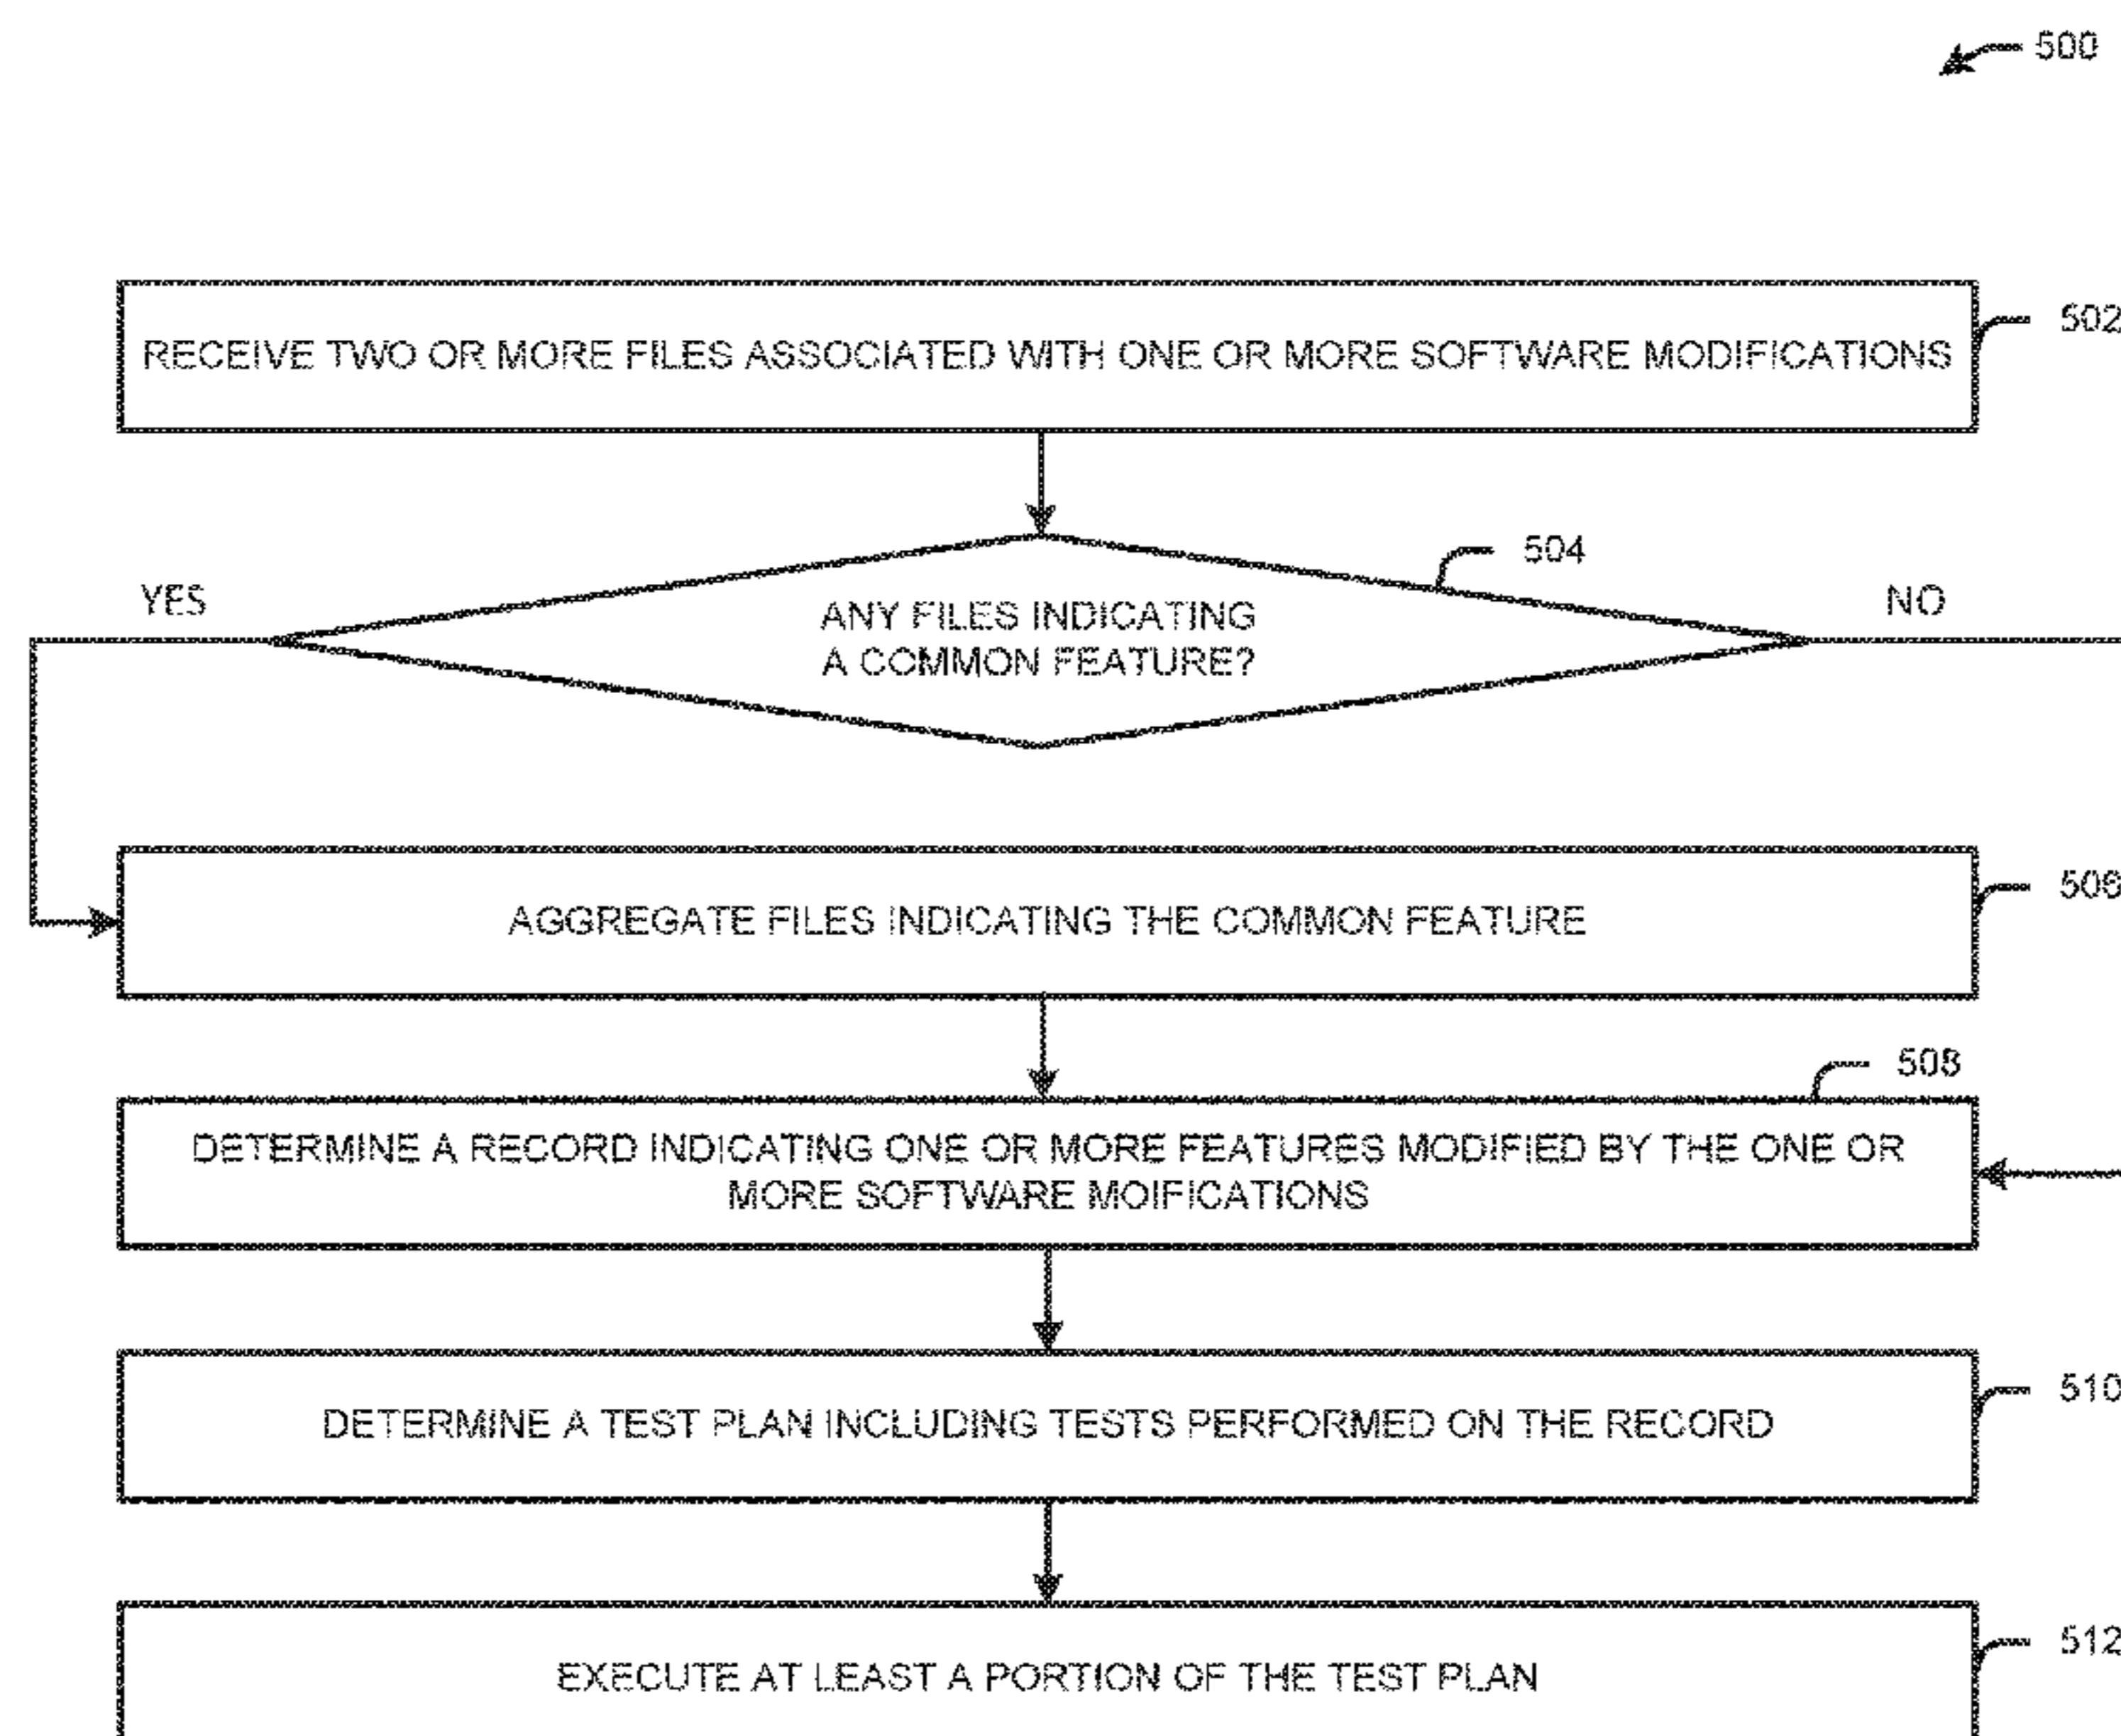 500
RECEIVE TWO OR MORE FILES ASSOCIATED WITH ONE OR MORE SOFTWARE MODIFICATIONS
502
504
YES
NO
ANY FILES INDICATING
A COMMON FEATURE?
AGGREGATE FILES INDICATING THE COMMON FEATURE
506
508
DETERMINE A RECORD INDICATING ONE OR MORE FEATURES MODIFIED BY THE ONE OR
MORE SOFTWARE MOIFICATIONS
DETERMINE A TEST PLAN INCLUDING TESTS PERFORMED ON THE RECORD
510
EXECUTE AT LEAST A PORTION OF THE TEST PLAN
512